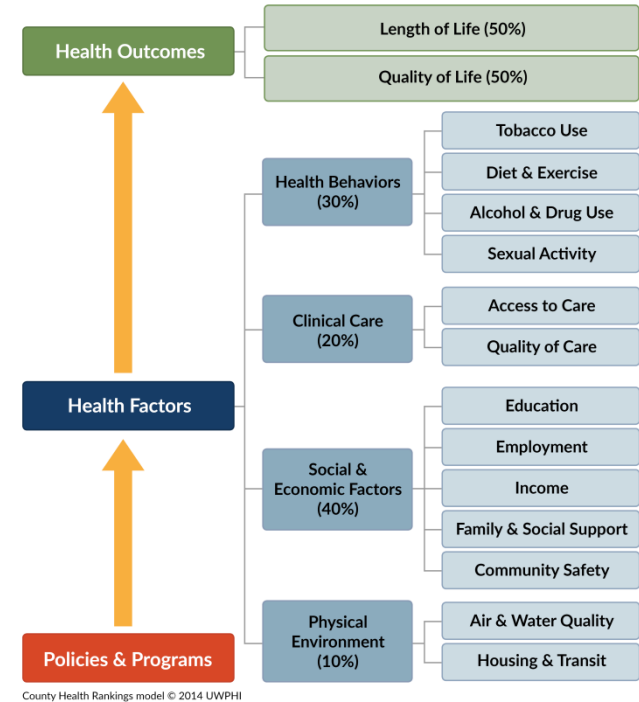 Health Outcomes
Length of Life (50%)
Quality of Life (50%)
Health Behaviors
(30%)
Tobacco Use
Diet & Exercise
Alcohol & Drug Use
Sexual Activity
Clinical Care
(20%)
Access to Care
Quality of Care
Health Factors
Social &
Economic Factors
(40%)
Education
Employment
Income
Family & Social Support
Community Safety
Physical
Environment
(10%)
Air & Water Quality
Housing & Transit
Policies & Programs
County Health Rankings model © 2014 UWPHI